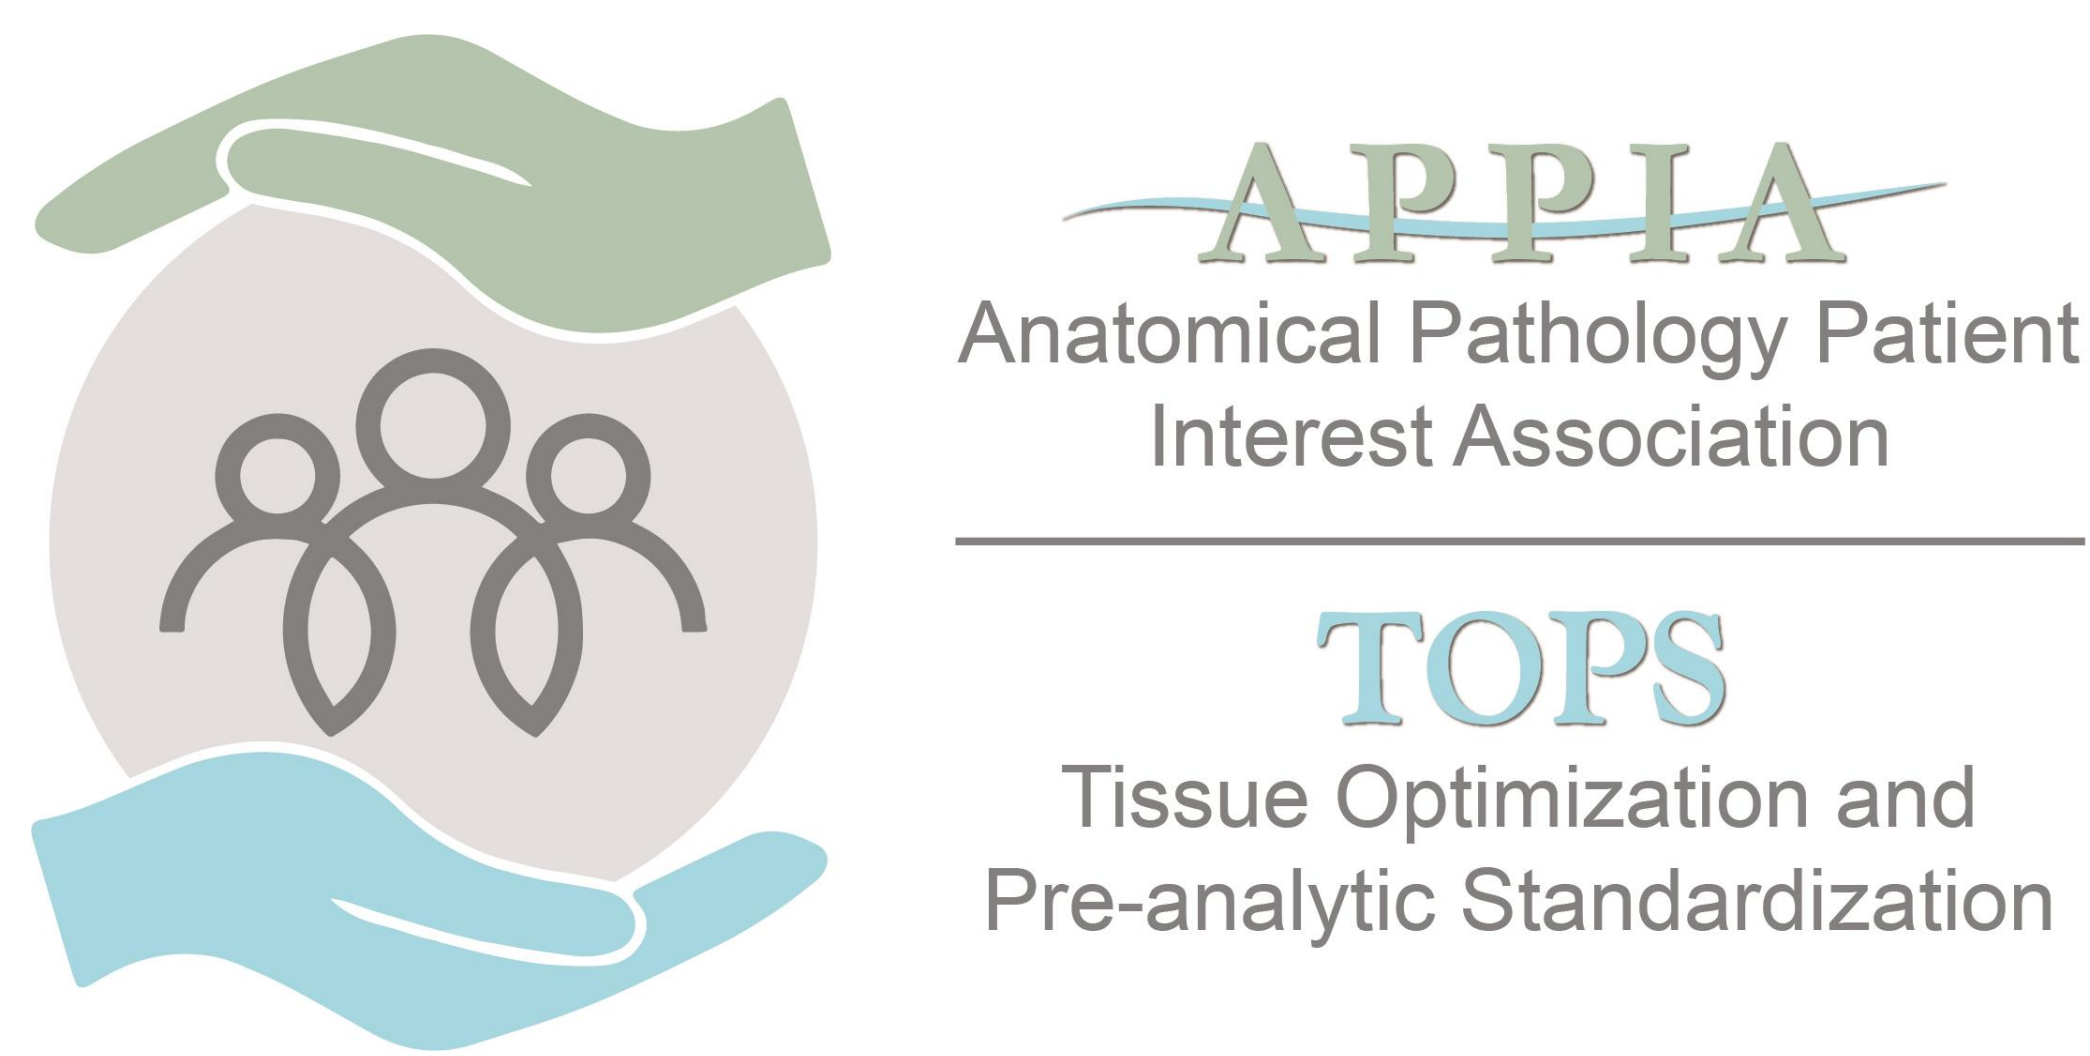 APPIA
Anatomical Pathology Patient
Interest Association
TOPS
Tissue Optimization and
Pre-analytic Standardization